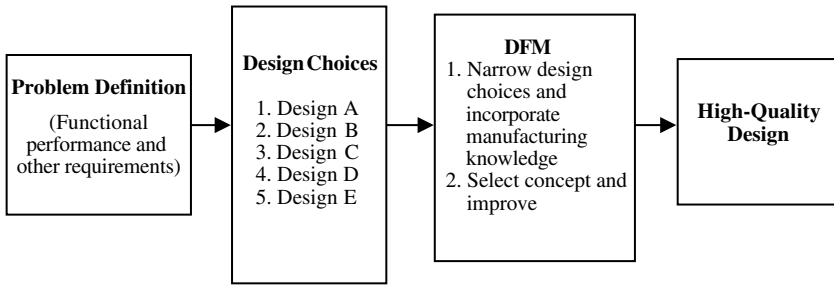 Problem Definition
(Functional
performance and
other requirements)
Design Choices
1. Design A
2. Design B
3. Design C
4. Design D
5. Design E
DFM
1. Narrow design
choices and
incorporate
manufacturing
knowledge
2. Select concept and
improve
High-Quality
Design